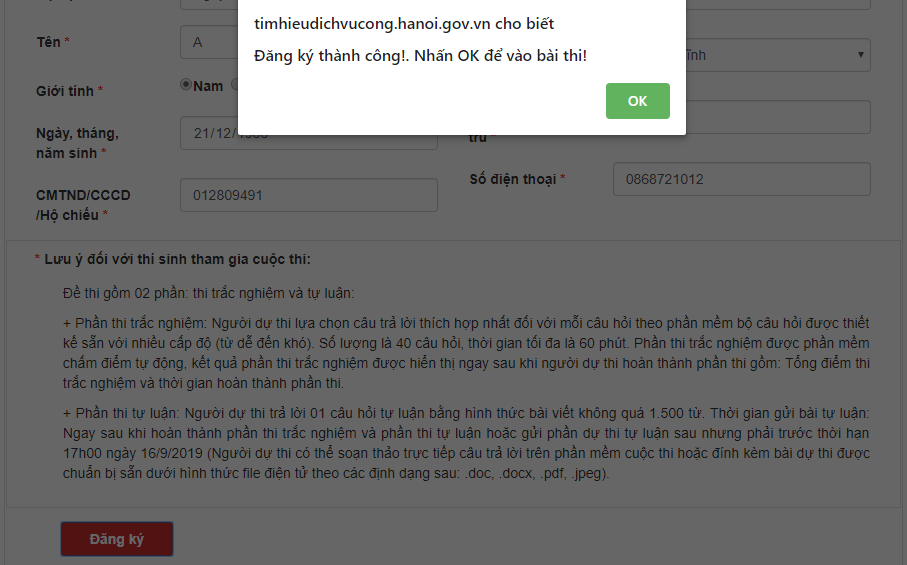 timhieudichvucong.hanoi.gov.vn cho biết
Đăng ký thành công!. Nhấn OK để vào bài thi!
OK
Tên *
A
Giới tính *
Nam
Ngày, tháng,
năm sinh *
21/12/
trú *
CMTND/CCCD
/Hộ chiếu *
012809491
Số điện thoại *
0868721012
* Lưu ý đối với thí sinh tham gia cuộc thi:
Đề thi gồm 02 phần: thi trắc nghiệm và tự luận:
+ Phần thi trắc nghiệm: Người dự thi lựa chọn câu trả lời thích hợp nhất đối với mỗi câu hỏi theo phần mềm bộ câu hỏi được thiết
kế sẵn với nhiều cấp độ (từ dễ đến khó). Số lượng là 40 câu hỏi, thời gian tối đa là 60 phút. Phần thi trắc nghiệm được phần mềm
chấm điểm tự động, kết quả phần thi trắc nghiệm được hiển thị ngay sau khi người dự thi hoàn thành phần thi gồm: Tổng điểm thi
trắc nghiệm và thời gian hoàn thành phần thi.
+ Phần thi tự luận: Người dự thi trả lời 01 câu hỏi tự luận bằng hình thức bài viết không quá 1.500 từ. Thời gian gửi bài tự luận:
Ngay sau khi hoàn thành phần thi trắc nghiệm và phần thi tự luận hoặc gửi phần dự thi tự luận sau nhưng phải trước thời hạn
17h00 ngày 16/9/2019 (Người dự thi có thể soạn thảo trực tiếp câu trả lời trên phần mềm cuộc thi hoặc đính kèm bài dự thi được
chuẩn bị sẵn dưới hình thức file điện tử theo các định dạng sau: .doc, .docx, .pdf, .jpeg).
Đăng ký